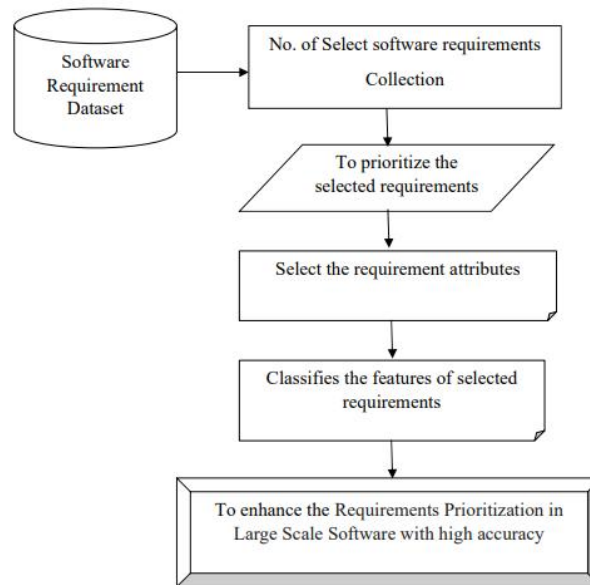 Software
Requirement
Dataset
No. of Select software requirements
Collection
To prioritize the
selected requirements
Select the requirement attributes
Classifies the features of selected
requirements
To enhance the Requirements Prioritization in
Large Scale Software with high accuracy